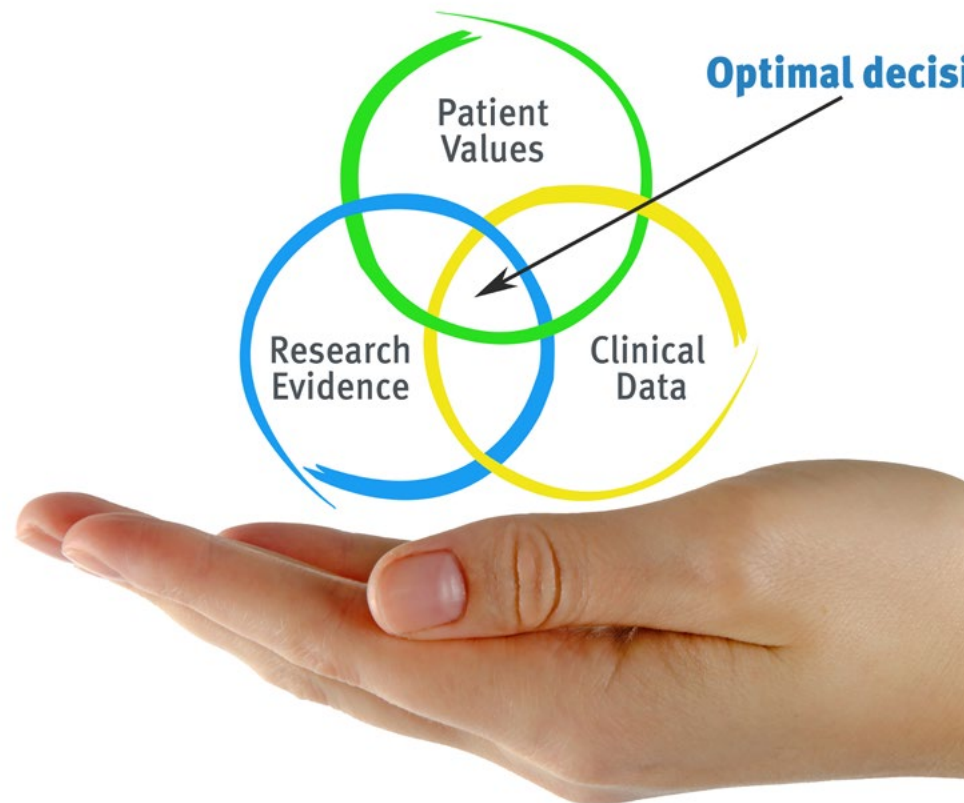 Patient
Values
Optimal decisi
Research
Evidence
Clinical
Data